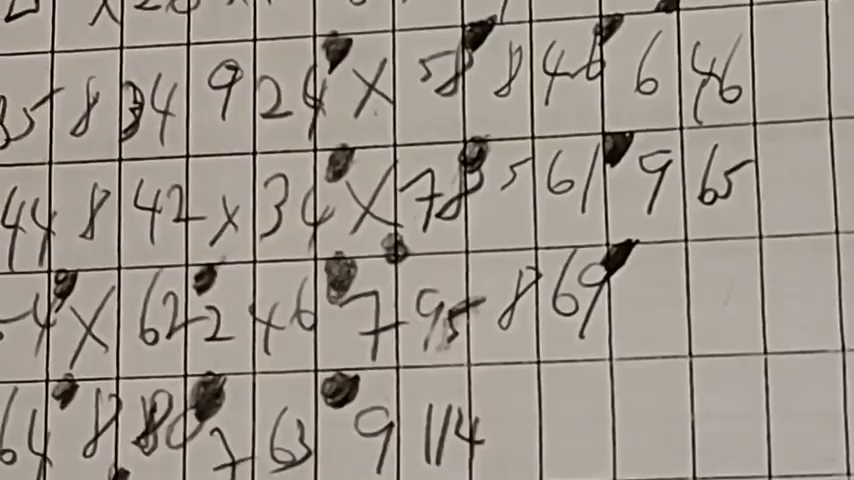 35 8 34 9 24 X 58 8 46 6 46
44 8 42 X 34 X 78 5 61 9 65
-4 X 62 2 46 7 95 8 69
64 8 80 7 63 9 114